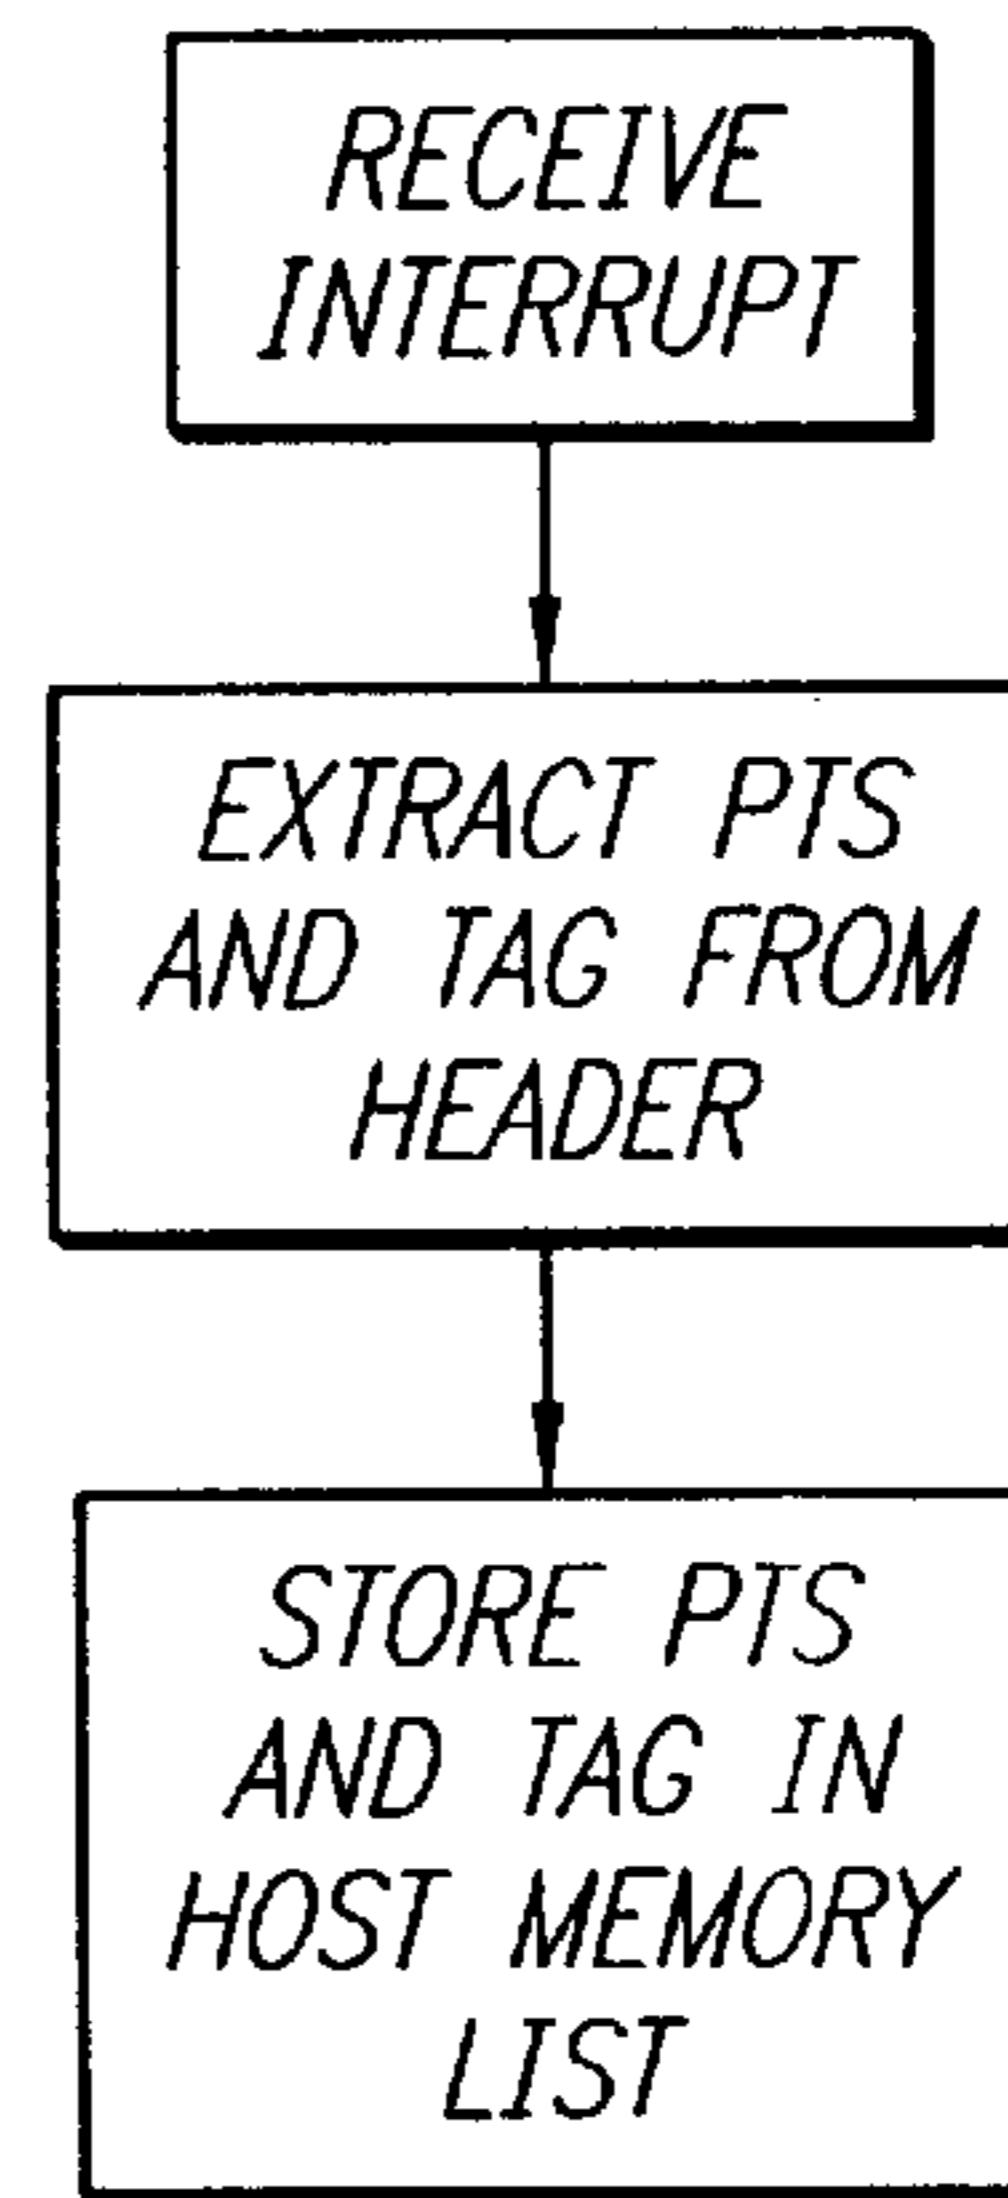 RECEIVE
INTERRUPT
EXTRACT PTS
AND TAG FROM
HEADER
STORE PTS
AND TAG IN
HOST MEMORY
LIST